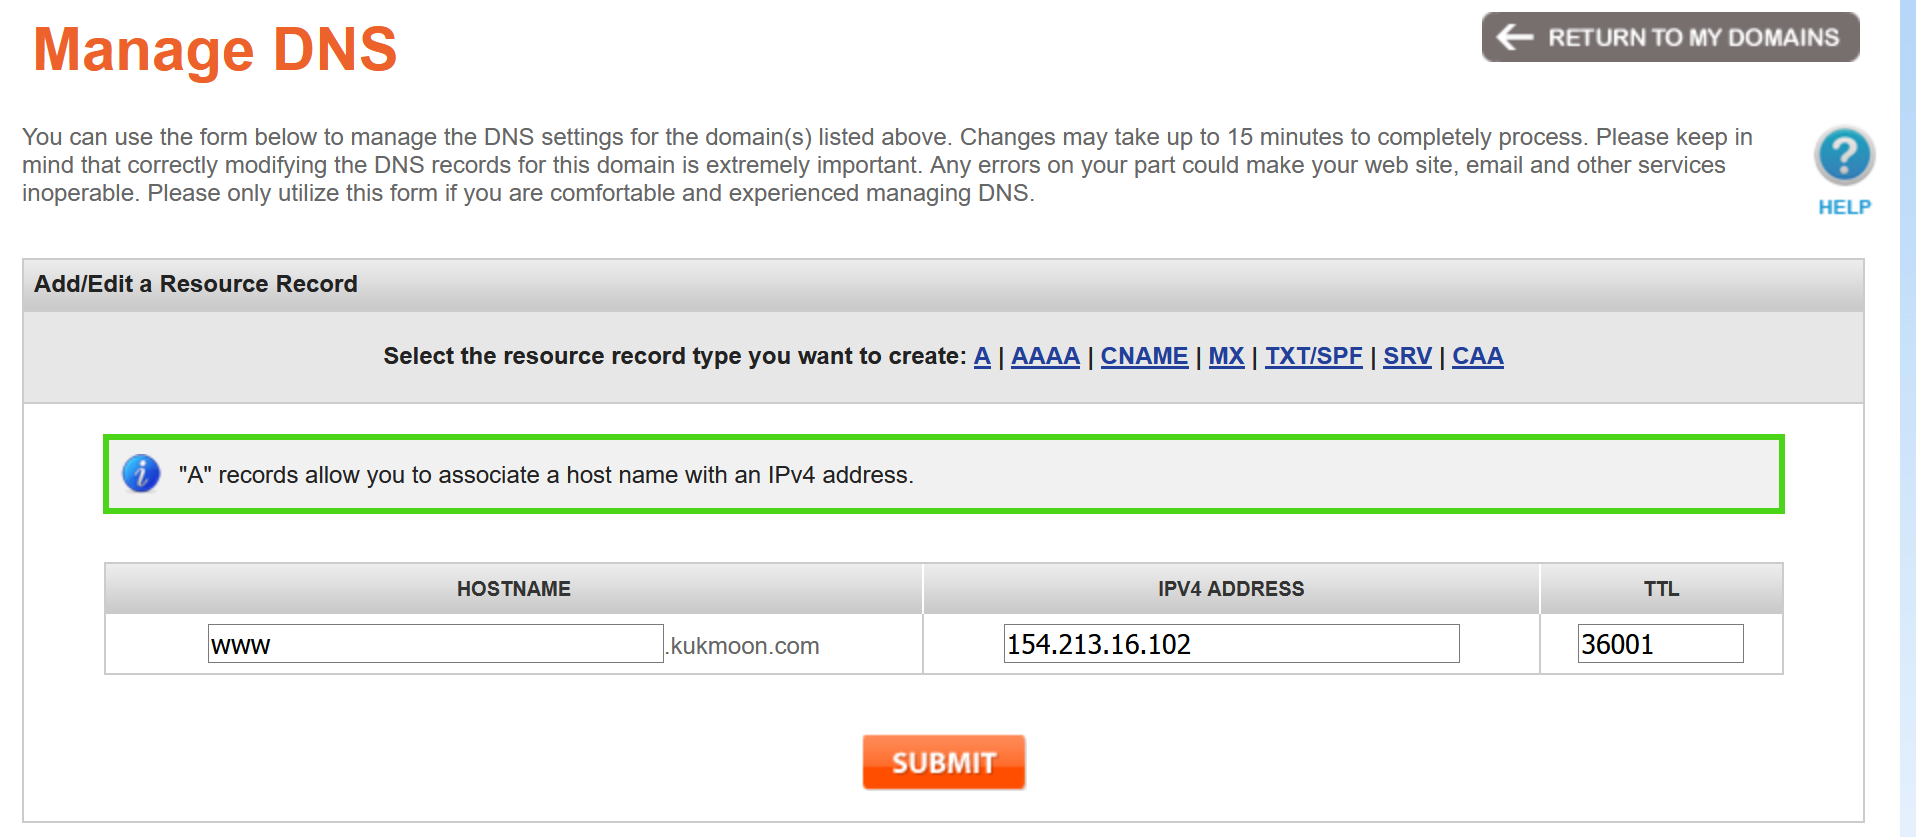 Manage DNS
RETURN TO MY DOMAINS
You can use the form below to manage the DNS settings for the domain(s) listed above. Changes may take up to 15 minutes to completely process. Please keep in
mind that correctly modifying the DNS records for this domain is extremely important. Any errors on your part could make your web site, email and other services
inoperable. Please only utilize this form if you are comfortable and experienced managing DNS.
HELP
Add/Edit a Resource Record
Select the resource record type you want to create: A | AAAA | CNAME | MX | TXT/SPF | SRV | CAA
"A" records allow you to associate a host name with an IPv4 address.
HOSTNAME IPV4 ADDRESS TTL
www .kukmoon.com 154.213.16.102 36001
SUBMIT